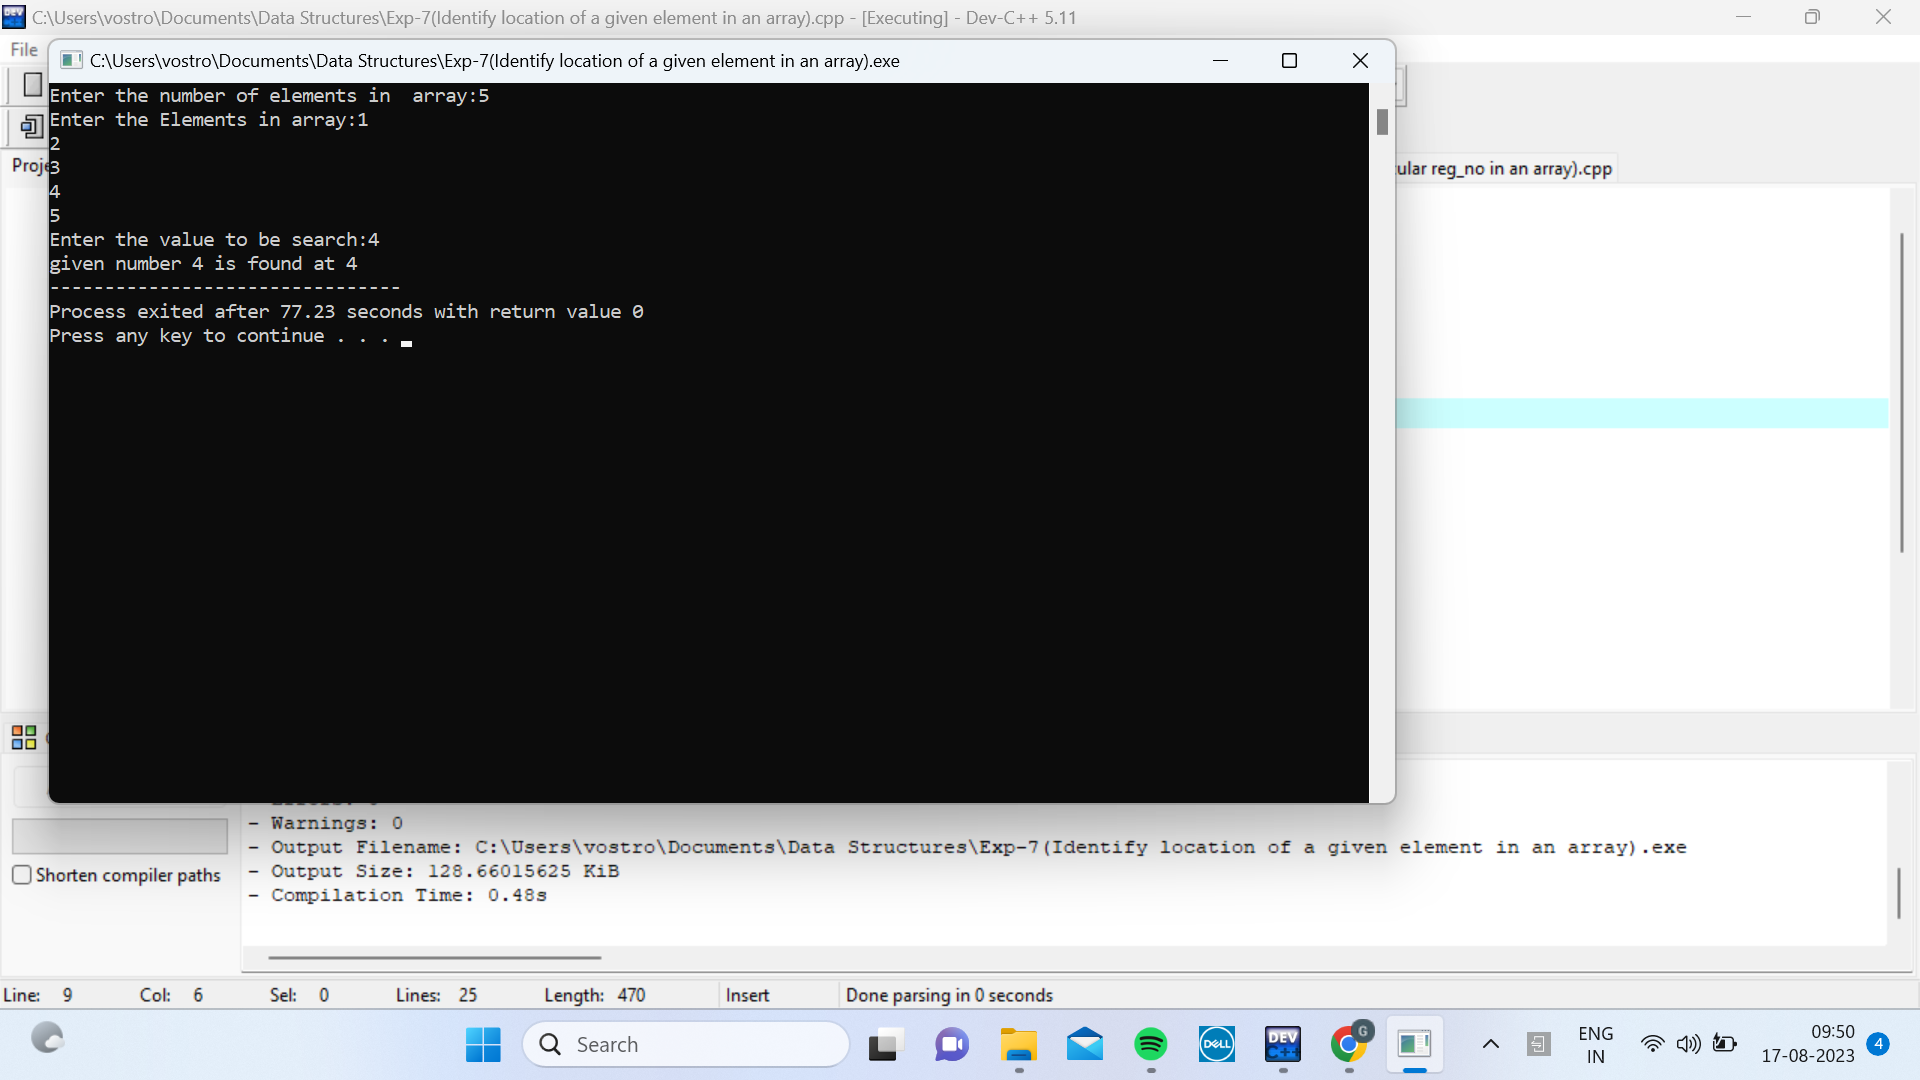 C:\Users\vostro\Documents\Data Structures\Exp-7(Identify location of a given element in an array).cpp - [Executing] - Dev-C++ 5.11
File
C:\Users\vostro\Documents\Data Structures\Exp-7(Identify location of a given element in an array).exe
Enter the number of elements in  array:5
Enter the Elements in array:1
2
3
4
5
Enter the value to be search:4
given number 4 is found at 4
--------------------------------
Process exited after 77.23 seconds with return value 0
Press any key to continue . . .
Proje
ular reg_no in an array).cpp
- Warnings: 0
- Output Filename: C:\Users\vostro\Documents\Data Structures\Exp-7(Identify location of a given element in an array).exe
- Output Size: 128.66015625 KiB
- Compilation Time: 0.48s
Shorten compiler paths
Line: 9 Col: 6 Sel: 0 Lines: 25 Length: 470 Insert Done parsing in 0 seconds
Search
DELL
DEV C++
G
ENG
IN
09:50
17-08-2023
4